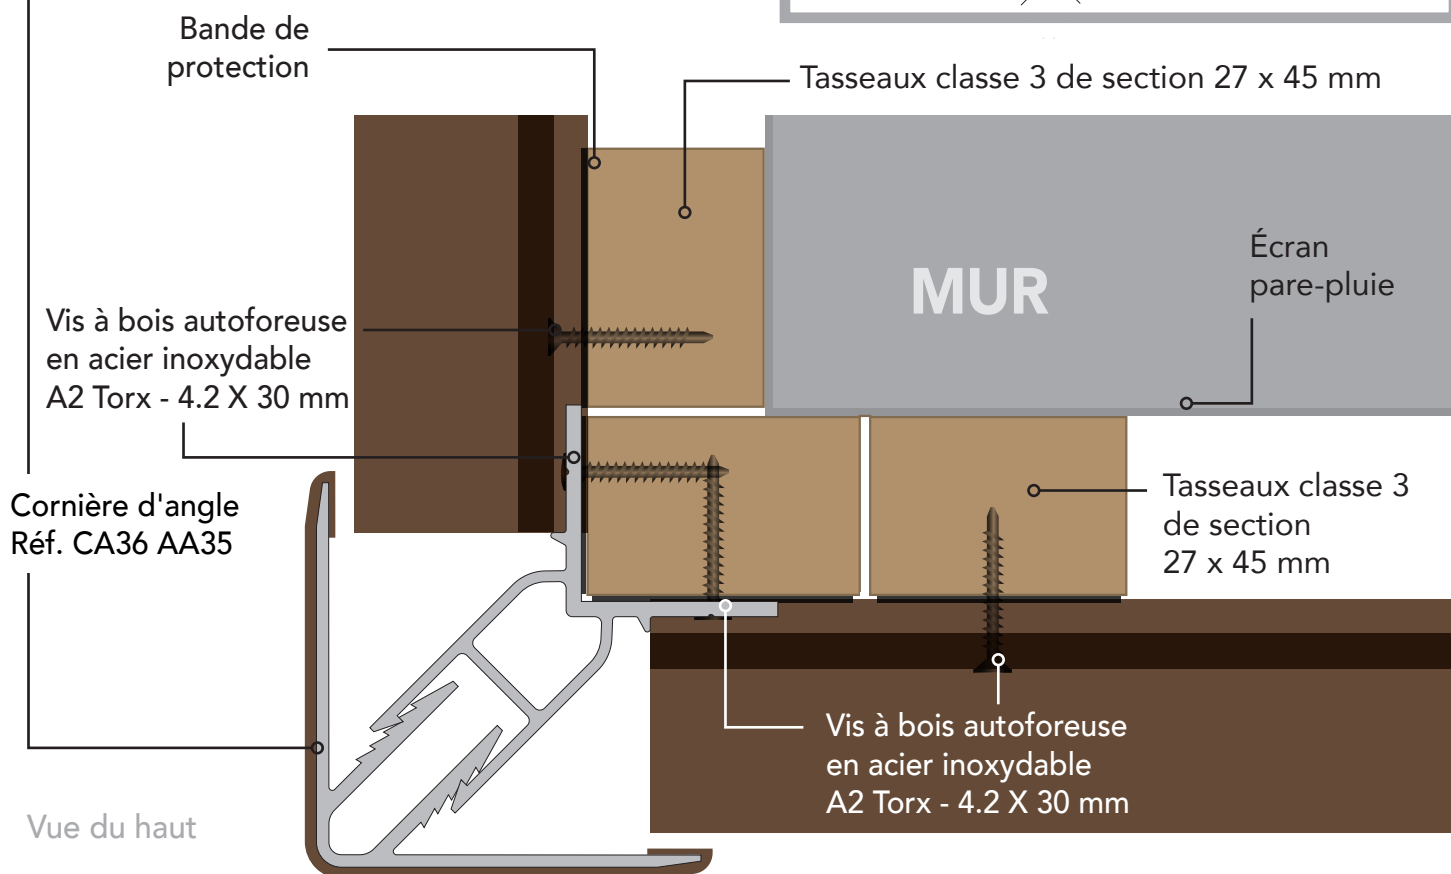 Bande de
protection
Tasseaux classe 3 de section 27 x 45 mm
MUR
Écran
pare-pluie
Vis à bois autoforeuse
en acier inoxydable
A2 Torx - 4.2 X 30 mm
Cornière d'angle
Réf. CA36 AA35
Tasseaux classe 3
de section
27 x 45 mm
Vis à bois autoforeuse
en acier inoxydable
A2 Torx - 4.2 X 30 mm
Vue du haut